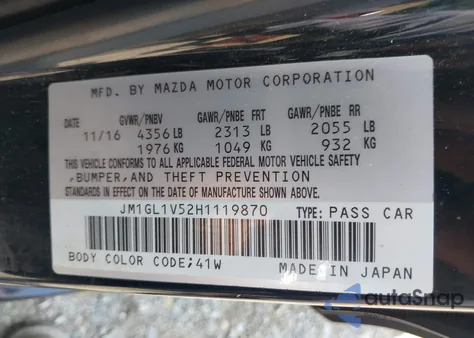 MFD. BY MAZDA MOTOR CORPORATION
DATE GVWR/PNBV GAWR/PNBE FRT GAWR/PNBE RR
11/16 4356 LB 2313 LB 2055 LB
1976 KG 1049 KG 932 KG
THIS VEHICLE CONFORMS TO ALL APPLICABLE FEDERAL MOTOR VEHICLE SAFETY
,BUMPER,AND THEFT PREVENTION
STANDARDS IN EFFECT ON THE DATE OF MANUFACTURE SHOWN ABOVE.
JM1GL1V52H1119870 TYPE: PASS CAR
BODY COLOR CODE;41W MADE IN JAPAN
autoSnap